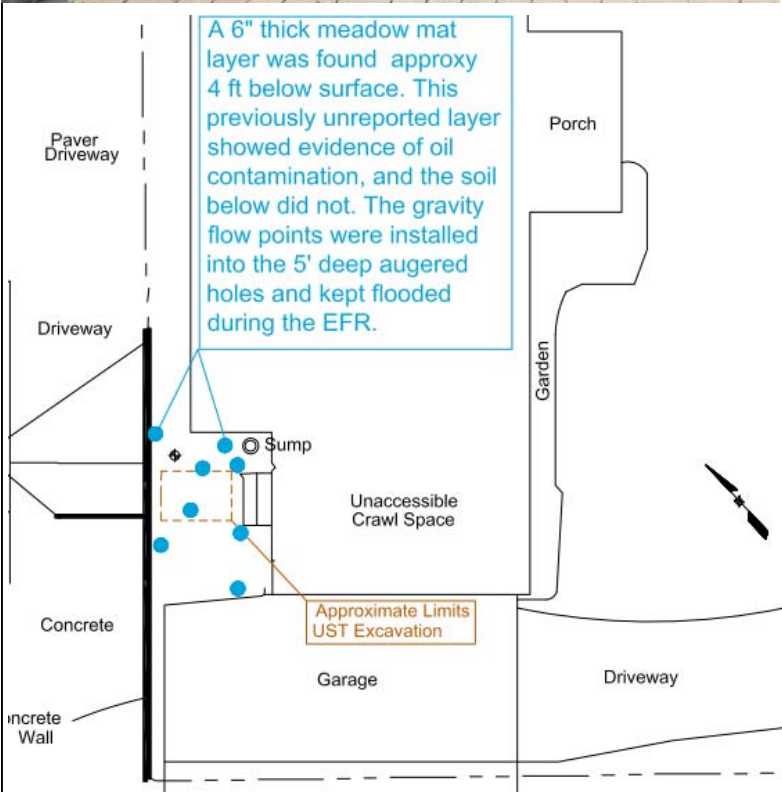 A 6" thick meadow mat
layer was found approxy
4 ft below surface. This
previously unreported layer
showed evidence of oil
contamination, and the soil
below did not. The gravity
flow points were installed
into the 5' deep augered
holes and kept flooded
during the EFR.
Porch
Paver
Driveway
Driveway
Garden
Sump
Unaccessible
Crawl Space
Approximate Limits
UST Excavation
Concrete
Garage
Driveway
oncrete
Wall